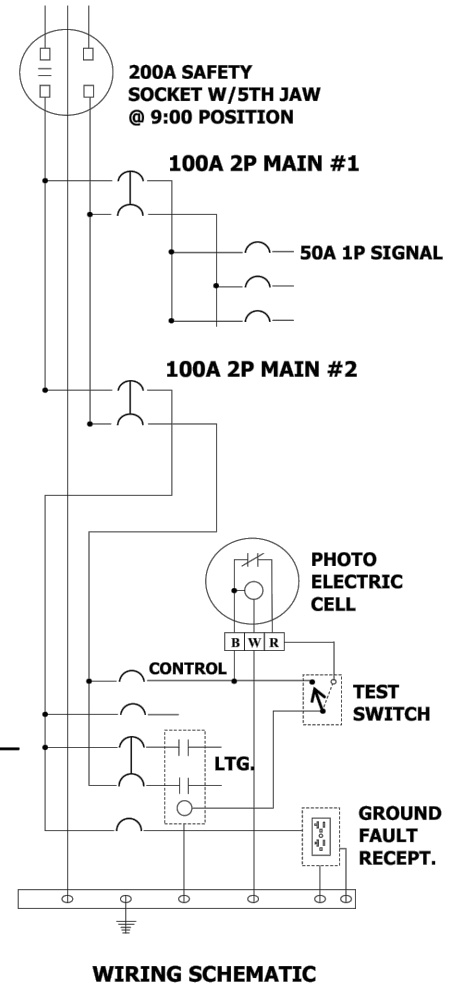 200A SAFETY
SOCKET W/5TH JAW
@ 9:00 POSITION
100A 2P MAIN #1
50A 1P SIGNAL
100A 2P MAIN #2
PHOTO
ELECTRIC
CELL
B W R
CONTROL
TEST
SWITCH
LTG.
GROUND
FAULT
RECEPT.
WIRING SCHEMATIC